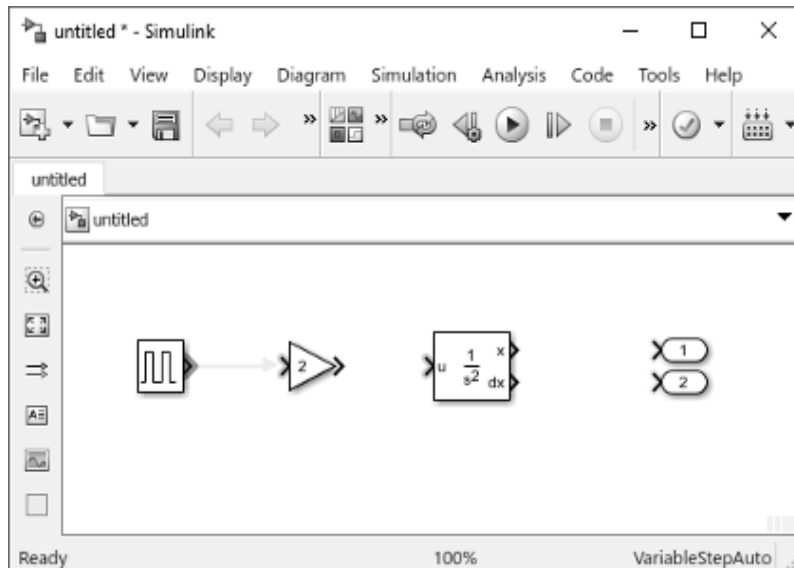 untitled * - Simulink
File Edit View Display Diagram Simulation Analysis Code Tools Help
untitled
untitled
2
u 1 s² x dx
1
2
Ready 100% VariableStepAuto